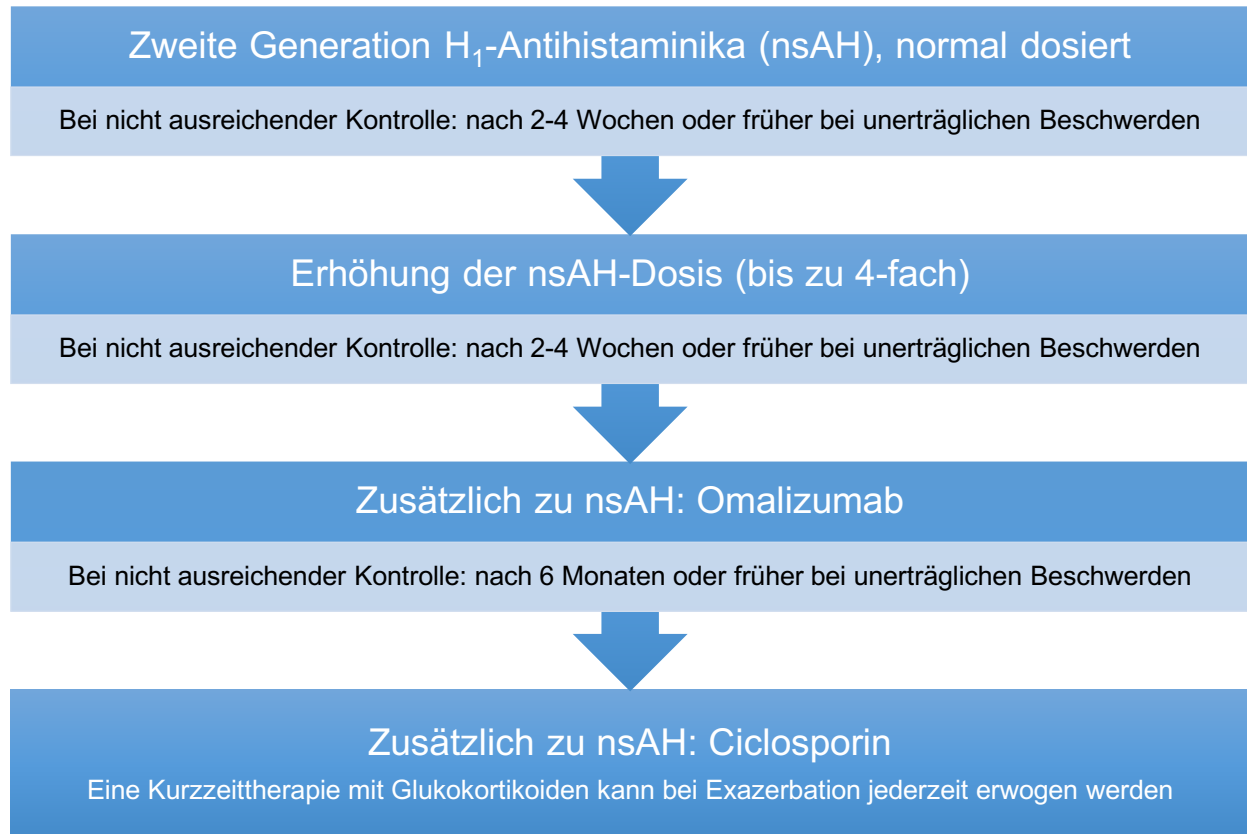 Zweite Generation H₁-Antihistaminika (nsAH), normal dosiert
Bei nicht ausreichender Kontrolle: nach 2-4 Wochen oder früher bei unerträglichen Beschwerden
Erhöhung der nsAH-Dosis (bis zu 4-fach)
Bei nicht ausreichender Kontrolle: nach 2-4 Wochen oder früher bei unerträglichen Beschwerden
Zusätzlich zu nsAH: Omalizumab
Bei nicht ausreichender Kontrolle: nach 6 Monaten oder früher bei unerträglichen Beschwerden
Zusätzlich zu nsAH: Ciclosporin
Eine Kurzzeittherapie mit Glukokortikoiden kann bei Exazerbation jederzeit erwogen werden